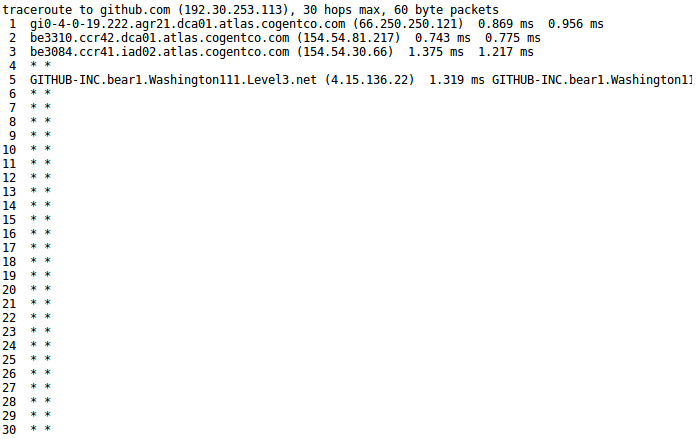 traceroute to github.com (192.30.253.113), 30 hops max, 60 byte packets
1 gi0-4-0-19.222.agr21.dca01.atlas.cogentco.com (66.250.250.121) 0.869 ms 0.956 ms
2 be3310.ccr42.dca01.atlas.cogentco.com (154.54.81.217) 0.743 ms 0.775 ms
3 be3084.ccr41.iad02.atlas.cogentco.com (154.54.30.66) 1.375 ms 1.217 ms
4 * *
5 GITHUB-INC.bear1.Washington111.Level3.net (4.15.136.22) 1.319 ms GITHUB-INC.bear1.Washington11
6 * *
7 * *
8 * *
9 * *
10 * *
11 * *
12 * *
13 * *
14 * *
15 * *
16 * *
17 * *
18 * *
19 * *
20 * *
21 * *
22 * *
23 * *
24 * *
25 * *
26 * *
27 * *
28 * *
29 * *
30 * *